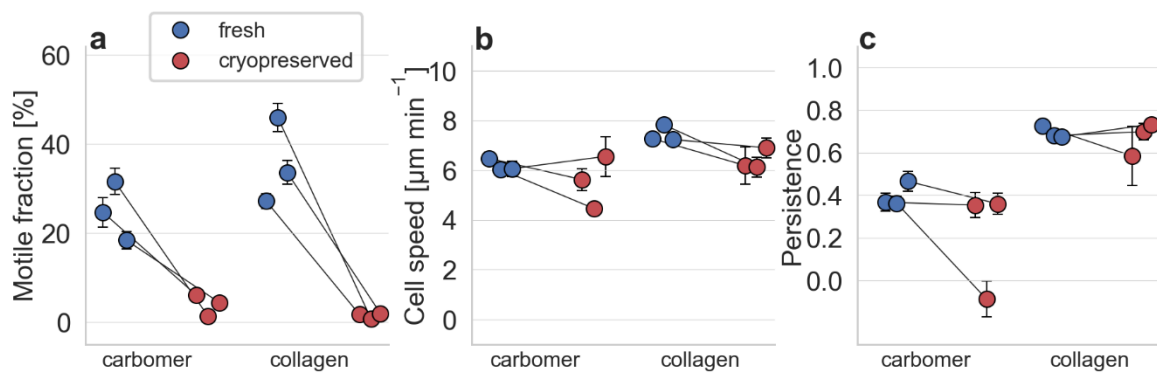 a
fresh
cryopreserved
Motile fraction [%]
60
40
20
0
carbomer
collagen
b
Cell speed [µm min⁻¹]
10
8
6
4
2
0
carbomer
collagen
c
Persistence
1.0
0.8
0.6
0.4
0.2
0.0
carbomer
collagen